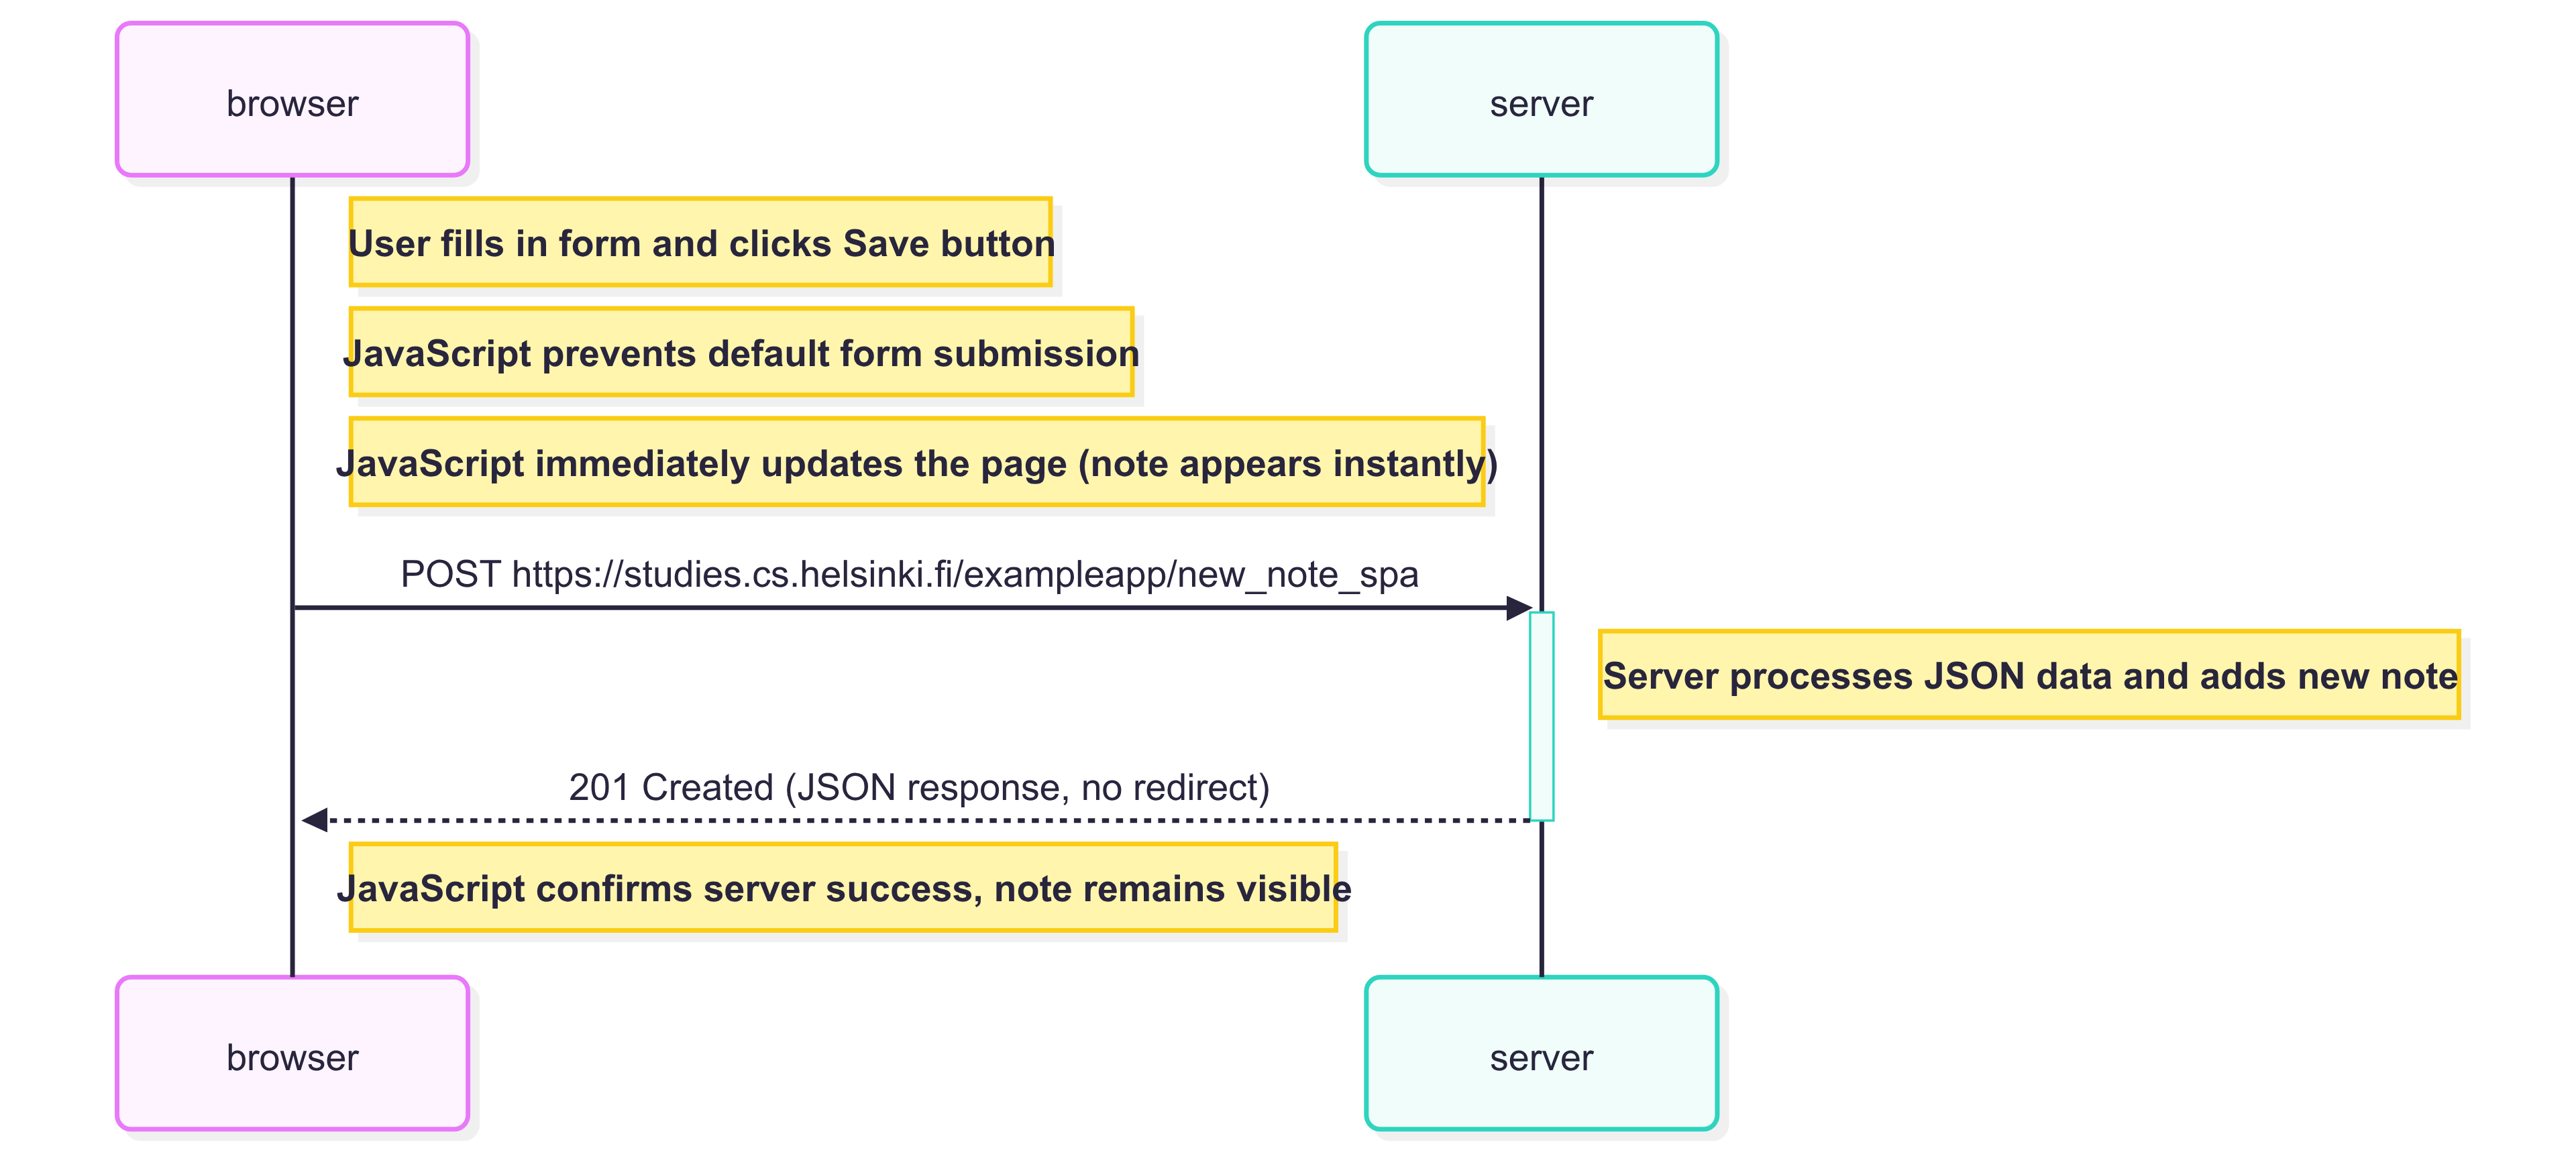 browser
server
User fills in form and clicks Save button
JavaScript prevents default form submission
JavaScript immediately updates the page (note appears instantly)
POST https://studies.cs.helsinki.fi/exampleapp/new_note_spa
Server processes JSON data and adds new note
201 Created (JSON response, no redirect)
JavaScript confirms server success, note remains visible
browser
server